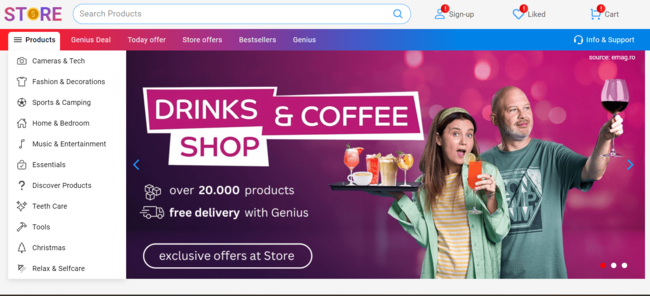 STORE
Search Products
! Sign-up
! Liked
! Cart
Products
Genius Deal
Today offer
Store offers
Bestsellers
Genius
Info & Support
Cameras & Tech
Fashion & Decorations
Sports & Camping
Home & Bedroom
Music & Entertainment
Essentials
? Discover Products
Teeth Care
Tools
Christmas
Relax & Selfcare
source: emag.ro
DRINKS
& COFFEE
SHOP
over 20.000 products
free delivery with Genius
exclusive offers at Store